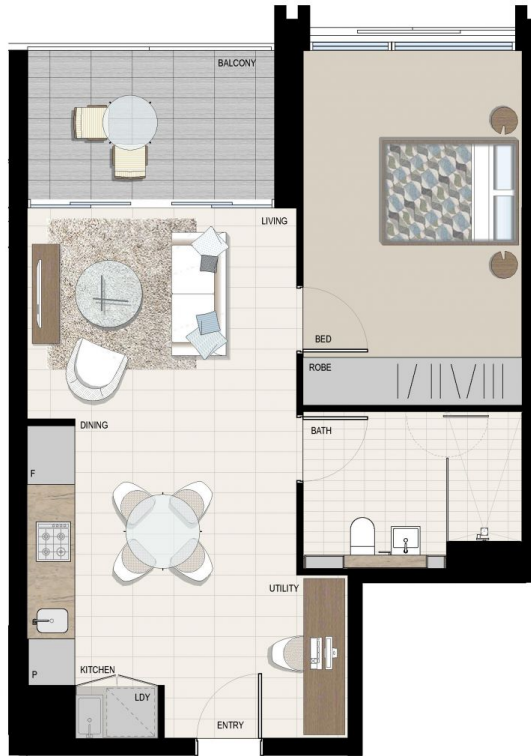 BALCONY
LIVING
BED
ROBE
DINING
BATH
F
UTILITY
P
KITCHEN
LDY
ENTRY